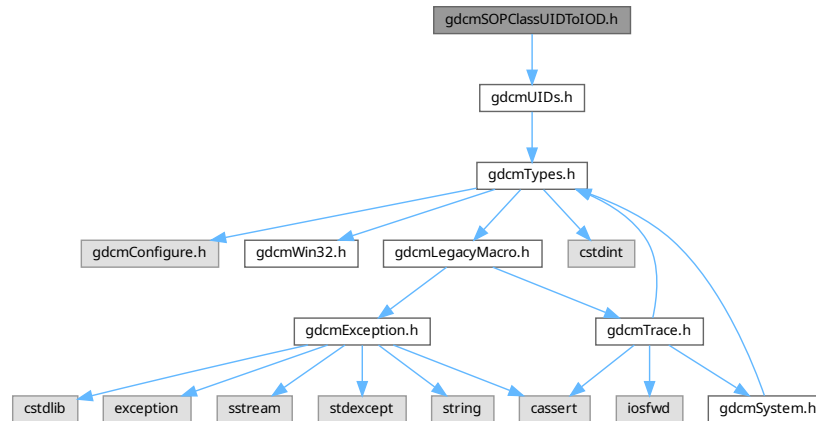 gdcmSOPClassUIDToIOD.h
gdcmUIDs.h
gdcmTypes.h
gdcmConfigure.h
gdcmWin32.h
gdcmLegacyMacro.h
cstdint
gdcmException.h
gdcmTrace.h
cstdlib
exception
sstream
stdexcept
string
cassert
iosfwd
gdcmSystem.h